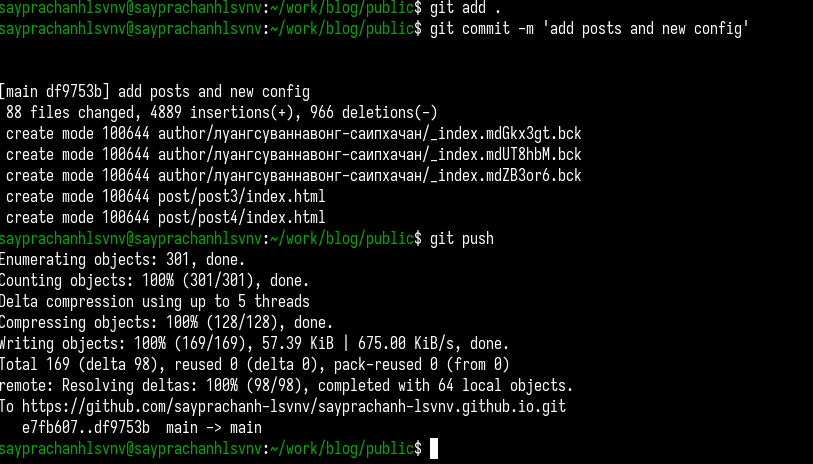 sayprachanhlsvnv@sayprachanhlsvnv:~/work/blog/public$ git add .
sayprachanhlsvnv@sayprachanhlsvnv:~/work/blog/public$ git commit -m 'add posts and new config'
[main df9753b] add posts and new config
 88 files changed, 4889 insertions(+), 966 deletions(-)
 create mode 100644 author/луангсуваннавонг-саипхачан/_index.mdGkx3gt.bck
 create mode 100644 author/луангсуваннавонг-саипхачан/_index.mdUT8hbM.bck
 create mode 100644 author/луангсуваннавонг-саипхачан/_index.mdZB3or6.bck
 create mode 100644 post/post3/index.html
 create mode 100644 post/post4/index.html
sayprachanhlsvnv@sayprachanhlsvnv:~/work/blog/public$ git push
Enumerating objects: 301, done.
Counting objects: 100% (301/301), done.
Delta compression using up to 5 threads
Compressing objects: 100% (128/128), done.
Writing objects: 100% (169/169), 57.39 KiB | 675.00 KiB/s, done.
Total 169 (delta 98), reused 0 (delta 0), pack-reused 0 (from 0)
remote: Resolving deltas: 100% (98/98), completed with 64 local objects.
To https://github.com/sayprachanh-lsvnv/sayprachanh-lsvnv.github.io.git
   e7fb607..df9753b  main -> main
sayprachanhlsvnv@sayprachanhlsvnv:~/work/blog/public$